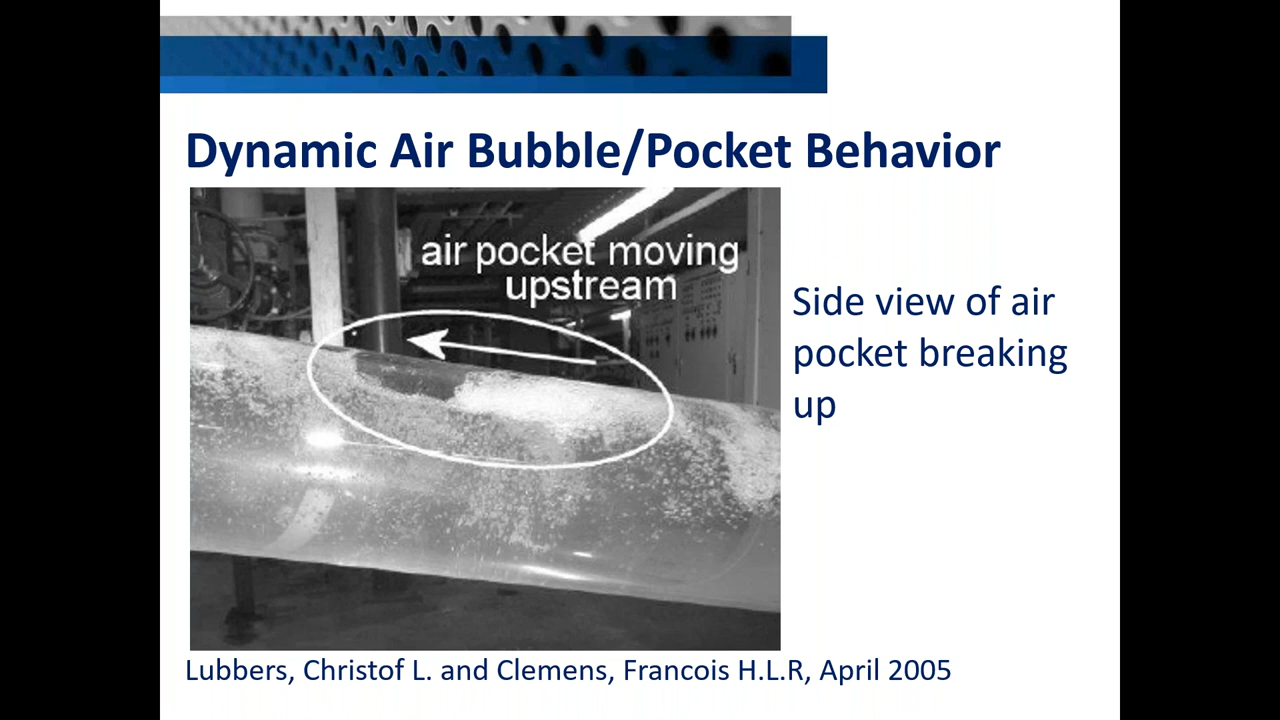 Dynamic Air Bubble/Pocket Behavior
air pocket moving
upstream
Side view of air
pocket breaking
up
Lubbers, Christof L. and Clemens, Francois H.L.R, April 2005